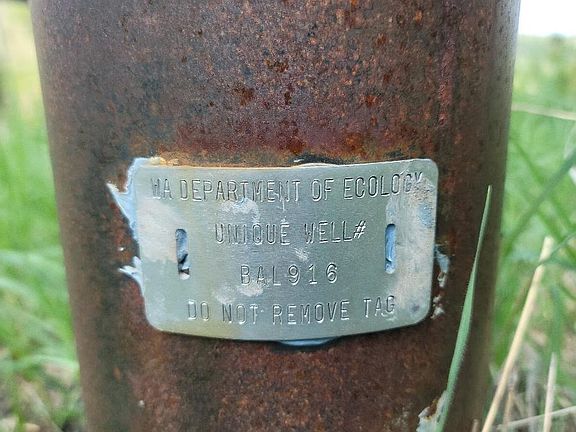 WA DEPARTMENT OF ECOLOGY
UNIQUE WELL#
BAL916
DO NOT REMOVE TAG